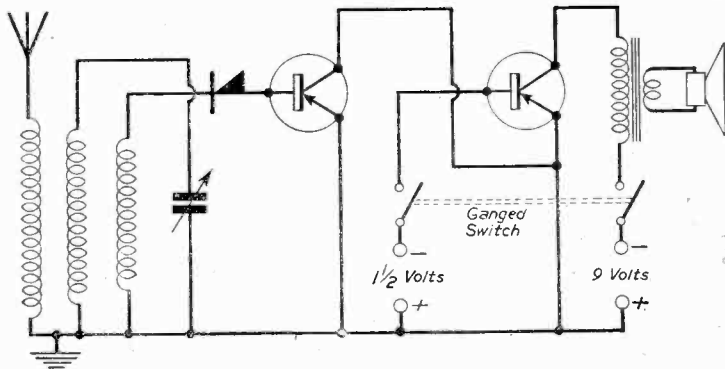 Ganged
Switch
−
1½ Volts
+
−
9 Volts
+